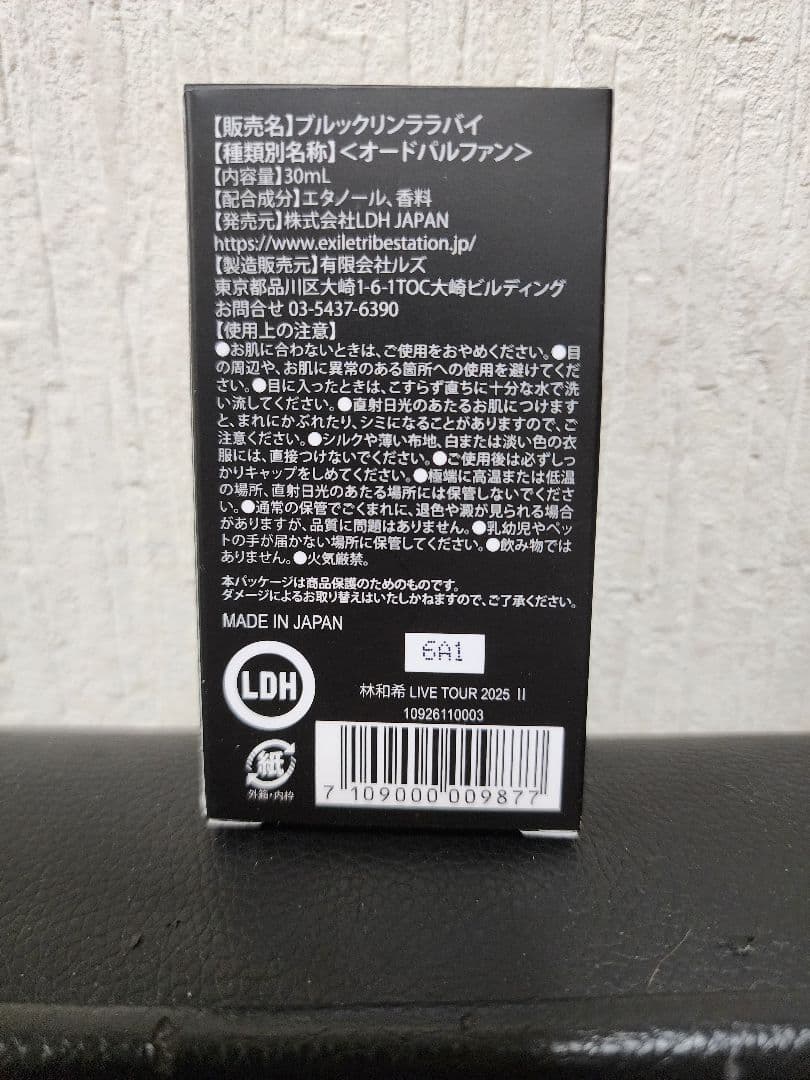 【販売名】ブルックリンララバイ
【種類別名称】＜オードパルファン＞
【内容量】30mL
【配合成分】エタノール、香料
【発売元】株式会社LDH JAPAN
https://www.exiletribestation.jp/
【製造販売元】有限会社ルズ
東京都品川区大崎1-6-1TOC大崎ビルディング
お問合せ 03-5437-6390
【使用上の注意】
●お肌に合わないときは、ご使用をおやめください。●目
の周辺や、お肌に異常のある箇所への使用を避けてくだ
さい。●目に入ったときは、こすらず直ちに十分な水で洗
い流してください。●直射日光のあたるお肌につけます
と、まれにかぶれたり、シミになることがありますので、ご
注意ください。●シルクや薄い布地、白または淡い色の衣
服には、直接つけないでください。●ご使用後は必ずしっ
かりキャップをしめてください。●極端に高温または低温
の場所、直射日光のあたる場所には保管しないでくださ
い。●通常の保管でごくまれに、退色や澱が見られる場合
がありますが、品質に問題はありません。●乳幼児やペッ
トの手が届かない場所に保管してください。●飲み物では
ありません。●火気厳禁。
本パッケージは商品保護のためのものです。
ダメージによるお取り替えはいたしかねますので、ご了承ください。
MADE IN JAPAN
6A1
LDH
林和希 LIVE TOUR 2025 II
10926110003
紙
外箱・内枠
7 109000 009877